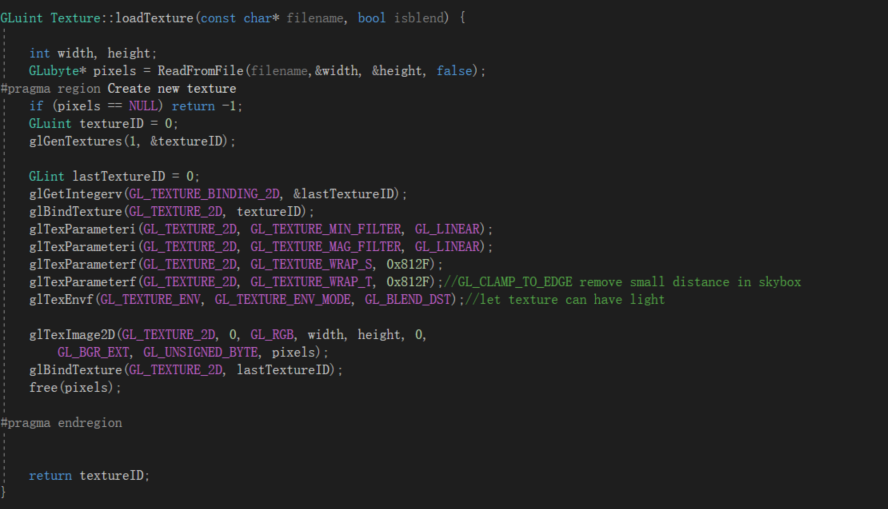 GLuint Texture::loadTexture(const char* filename, bool isblend) {
int width, height;
GLubyte* pixels = ReadFromFile(filename,&width, &height, false);
#pragma region Create new texture
if (pixels == NULL) return -1;
GLuint textureID = 0;
glGenTextures(1, &textureID);
GLint lastTextureID = 0;
glGetIntegerv(GL_TEXTURE_BINDING_2D, &lastTextureID);
glBindTexture(GL_TEXTURE_2D, textureID);
glTexParameteri(GL_TEXTURE_2D, GL_TEXTURE_MIN_FILTER, GL_LINEAR);
glTexParameteri(GL_TEXTURE_2D, GL_TEXTURE_MAG_FILTER, GL_LINEAR);
glTexParameterf(GL_TEXTURE_2D, GL_TEXTURE_WRAP_S, 0x812F);
glTexParameterf(GL_TEXTURE_2D, GL_TEXTURE_WRAP_T, 0x812F);//GL_CLAMP_TO_EDGE remove small distance in skybox
glTexEnvf(GL_TEXTURE_ENV, GL_TEXTURE_ENV_MODE, GL_BLEND_DST);//let texture can have light
glTexImage2D(GL_TEXTURE_2D, 0, GL_RGB, width, height, 0,
GL_BGR_EXT, GL_UNSIGNED_BYTE, pixels);
glBindTexture(GL_TEXTURE_2D, lastTextureID);
free(pixels);
#pragma endregion
return textureID;
}